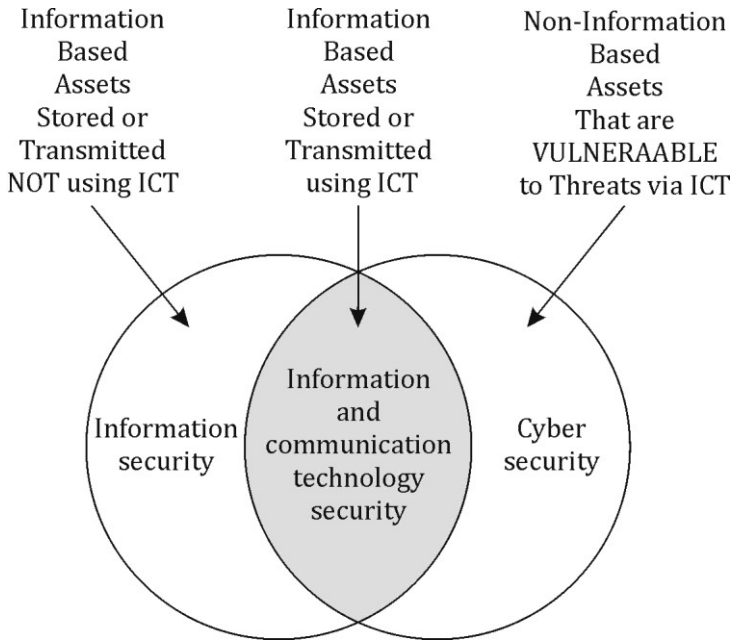 Information
Based
Assets
Stored or
Transmitted
NOT using ICT
Information
Based
Assets
Stored or
Transmitted
using ICT
Non-Information
Based
Assets
That are
VULNERAABLE
to Threats via ICT
Information
security
Information
and
communication
technology
security
Cyber
security